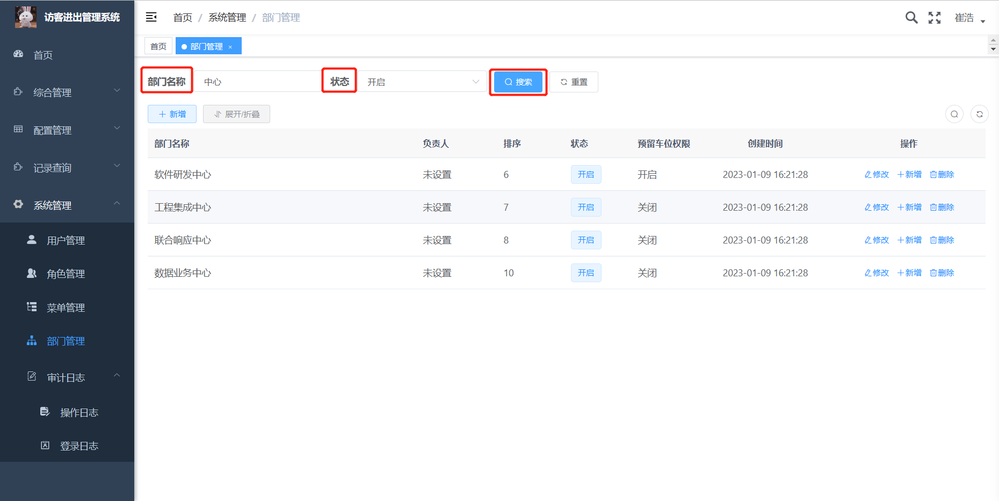 访客进出管理系统
首页
综合管理
配置管理
记录查询
系统管理
用户管理
角色管理
菜单管理
部门管理
审计日志
操作日志
登录日志
首页 / 系统管理 / 部门管理
崔浩
首页 部门管理 ×
部门名称 中心 状态 开启 搜索 重置
新增 展开/折叠
部门名称 负责人 排序 状态 预留车位权限 创建时间 操作
软件研发中心 未设置 6 开启 开启 2023-01-09 16:21:28 修改 新增 删除
工程集成中心 未设置 7 开启 关闭 2023-01-09 16:21:28 修改 新增 删除
联合响应中心 未设置 8 开启 关闭 2023-01-09 16:21:28 修改 新增 删除
数据业务中心 未设置 10 开启 关闭 2023-01-09 16:21:28 修改 新增 删除